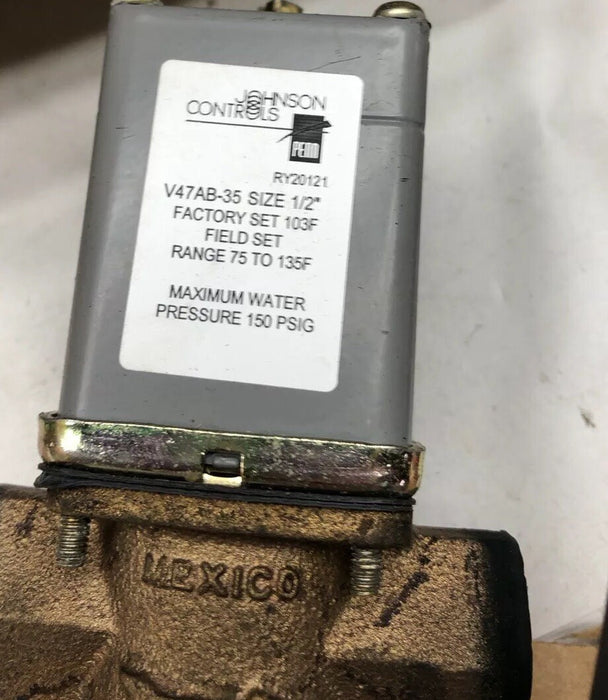 JOHNSON
CONTROLS
PENN
RY20121
V47AB-35 SIZE 1/2"
FACTORY SET 103F
FIELD SET
RANGE 75 TO 135F
MAXIMUM WATER
PRESSURE 150 PSIG
MEXICO